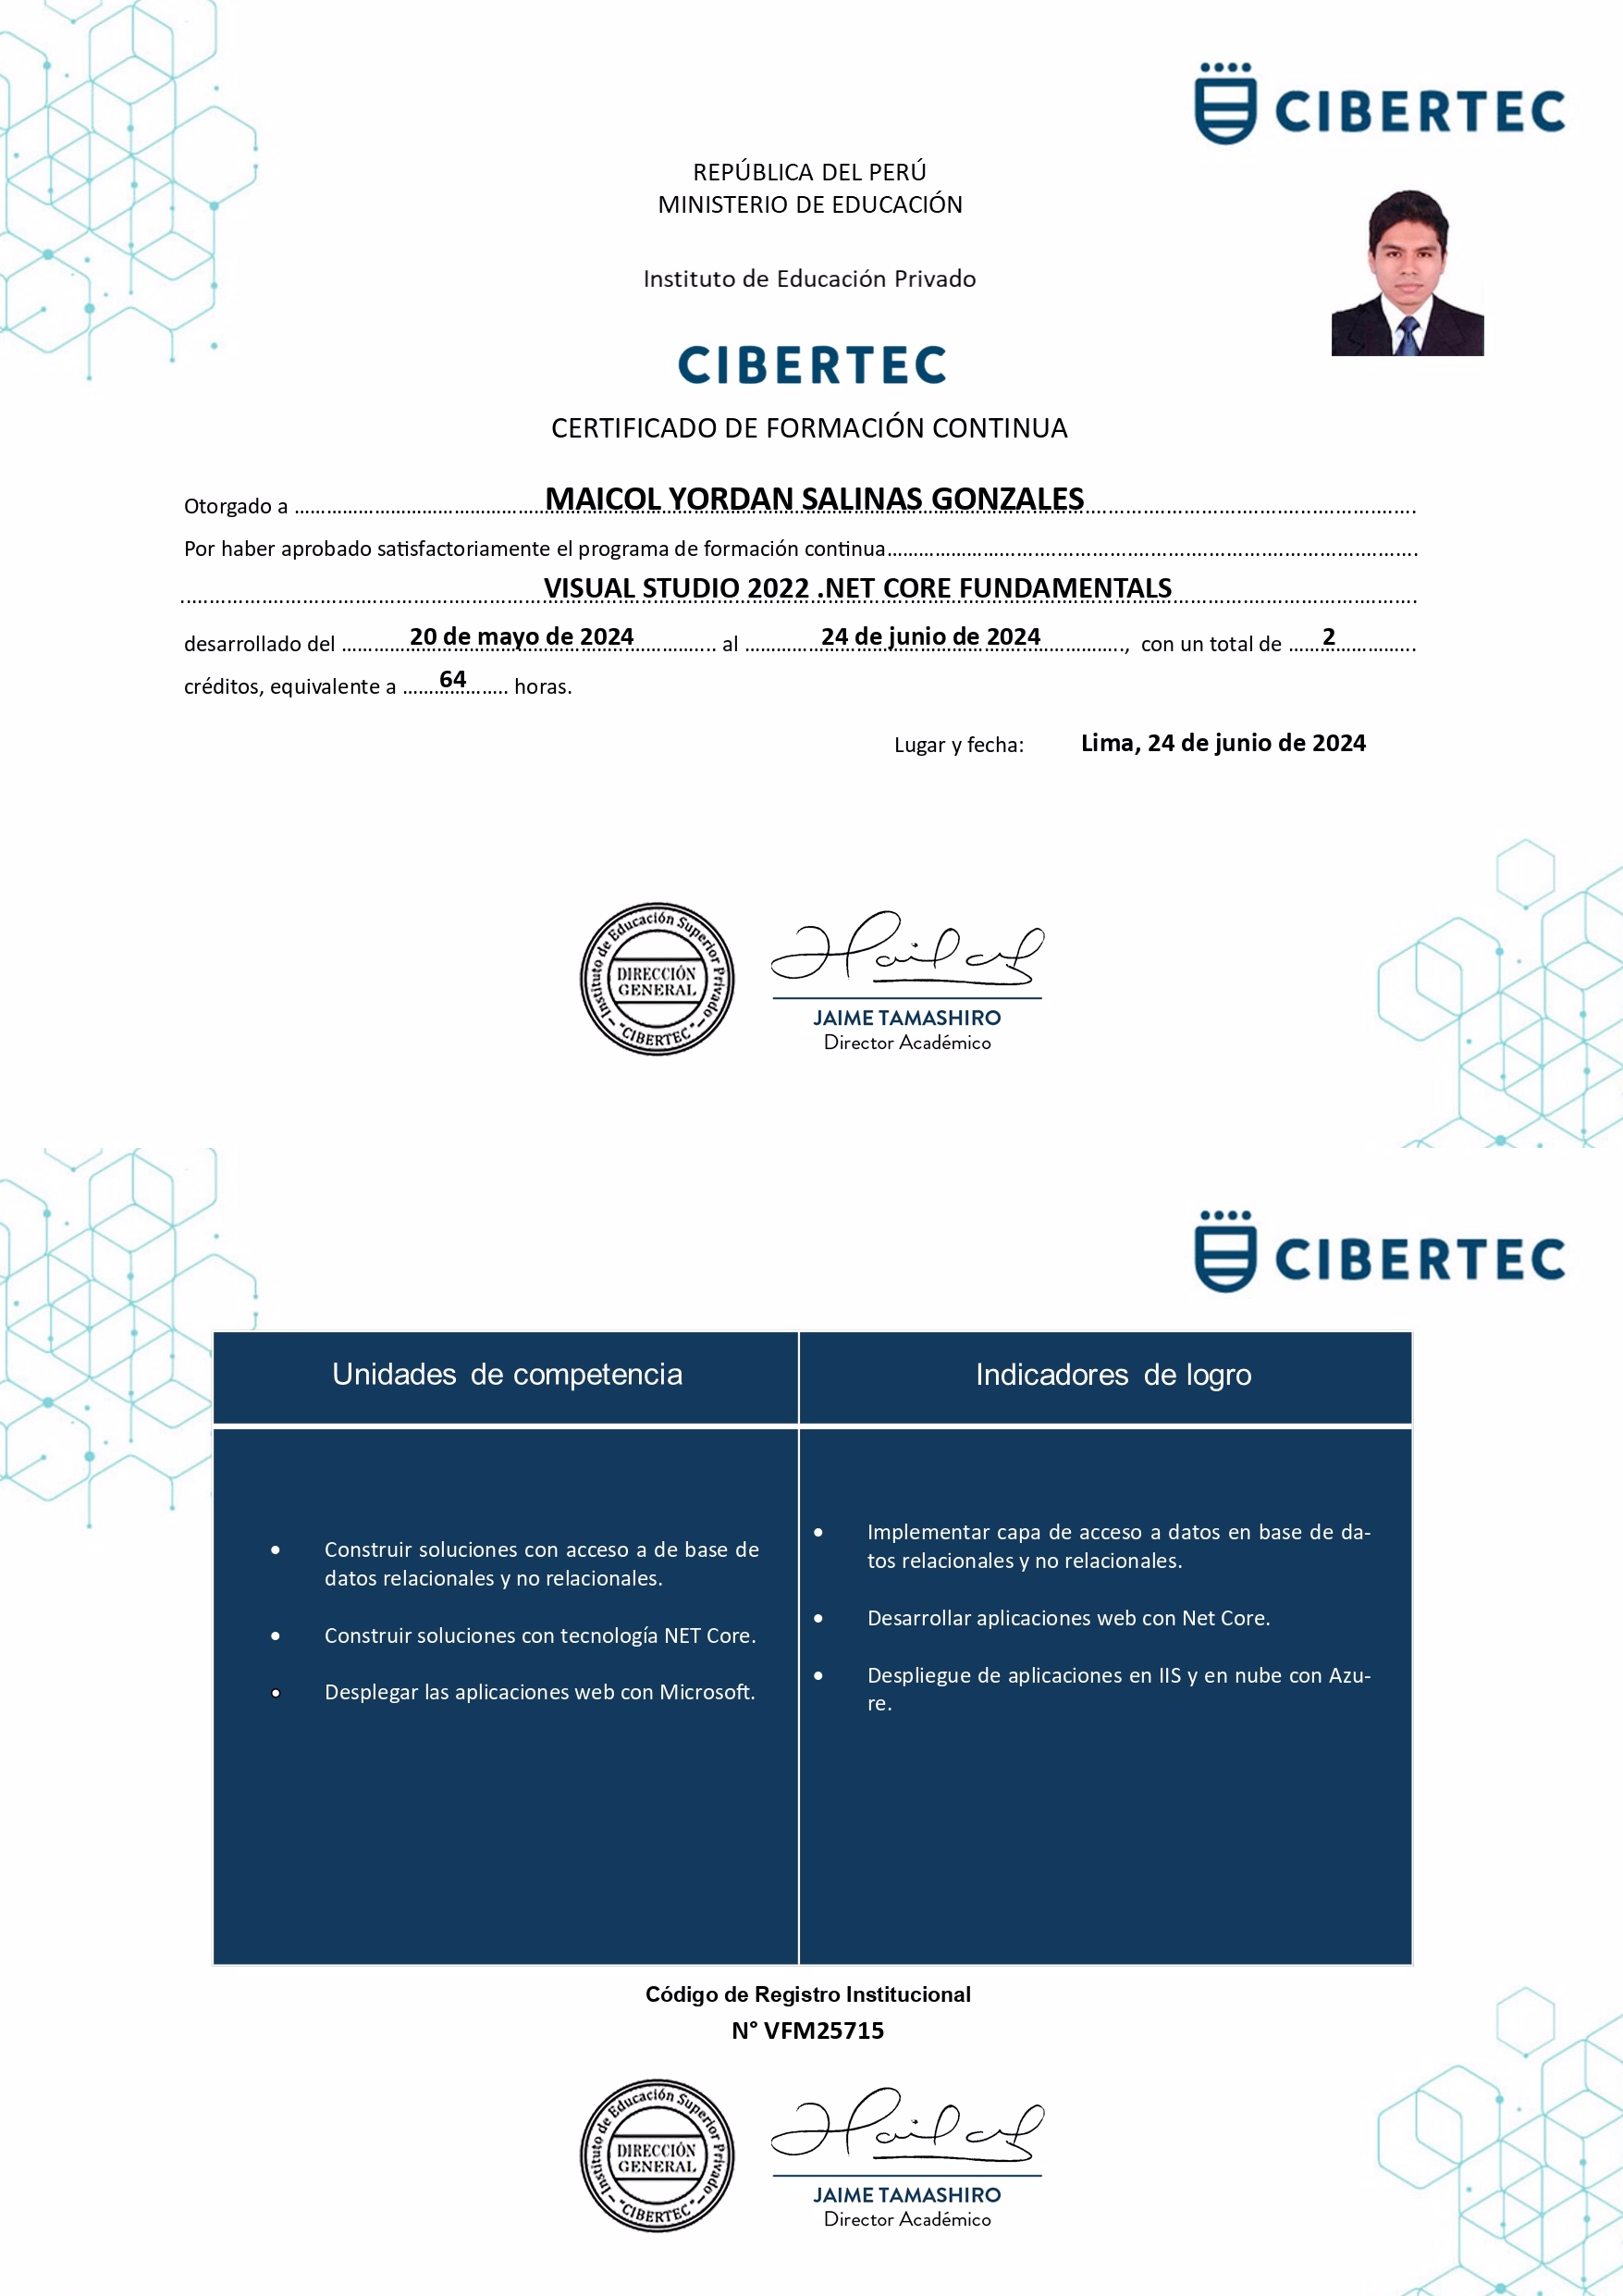 CIBERTEC
REPÚBLICA DEL PERÚ
MINISTERIO DE EDUCACIÓN
Instituto de Educación Privado
CIBERTEC
CERTIFICADO DE FORMACIÓN CONTINUA
Otorgado a MAICOL YORDAN SALINAS GONZALES
Por haber aprobado satisfactoriamente el programa de formación continua
VISUAL STUDIO 2022 .NET CORE FUNDAMENTALS
desarrollado del 20 de mayo de 2024 al 24 de junio de 2024, con un total de 2
créditos, equivalente a 64 horas.
Lugar y fecha: Lima, 24 de junio de 2024
Instituto de Educación Superior Privado
DIRECCIÓN
GENERAL
"CIBERTEC"
JAIME TAMASHIRO
Director Académico
CIBERTEC
Unidades de competencia
Construir soluciones con acceso a de base de
datos relacionales y no relacionales.
Construir soluciones con tecnología NET Core.
Desplegar las aplicaciones web con Microsoft.
Indicadores de logro
Implementar capa de acceso a datos en base de da-
tos relacionales y no relacionales.
Desarrollar aplicaciones web con Net Core.
Despliegue de aplicaciones en IIS y en nube con Azu-
re.
Código de Registro Institucional
N° VFM25715
Instituto de Educación Superior Privado
DIRECCIÓN
GENERAL
"CIBERTEC"
JAIME TAMASHIRO
Director Académico